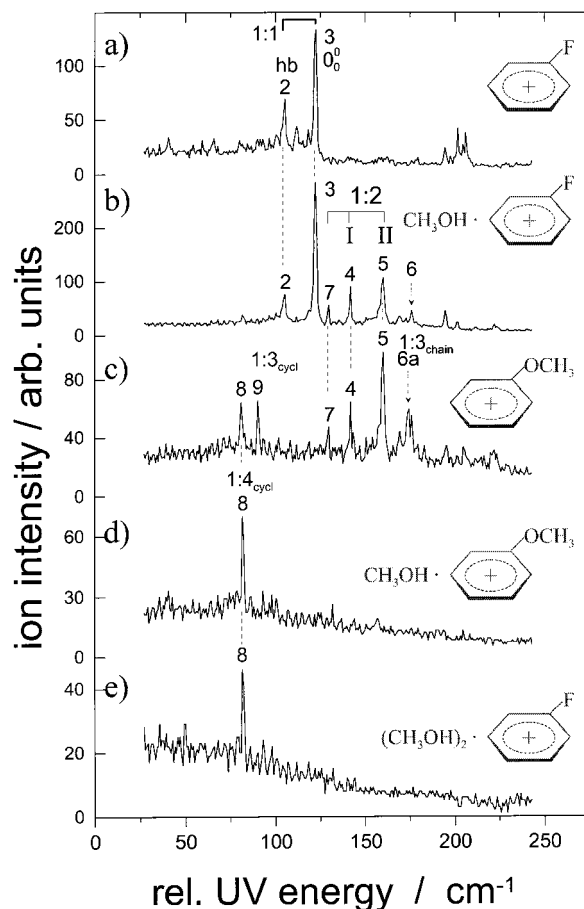 a)
1:1
3
0⁰₀
hb
2
F
100
50
0
b)
3
1:2
I
II
7
4
5
6
2
CH₃OH · F
200
100
0
c)
1:3cycl
8
9
7
4
5
1:3chain
6a
OCH₃
80
40
0
d)
1:4cycl
8
CH₃OH · OCH₃
60
30
0
e)
8
(CH₃OH)₂ · F
40
20
0
0 50 100 150 200 250
ion intensity / arb. units
rel. UV energy / cm⁻¹